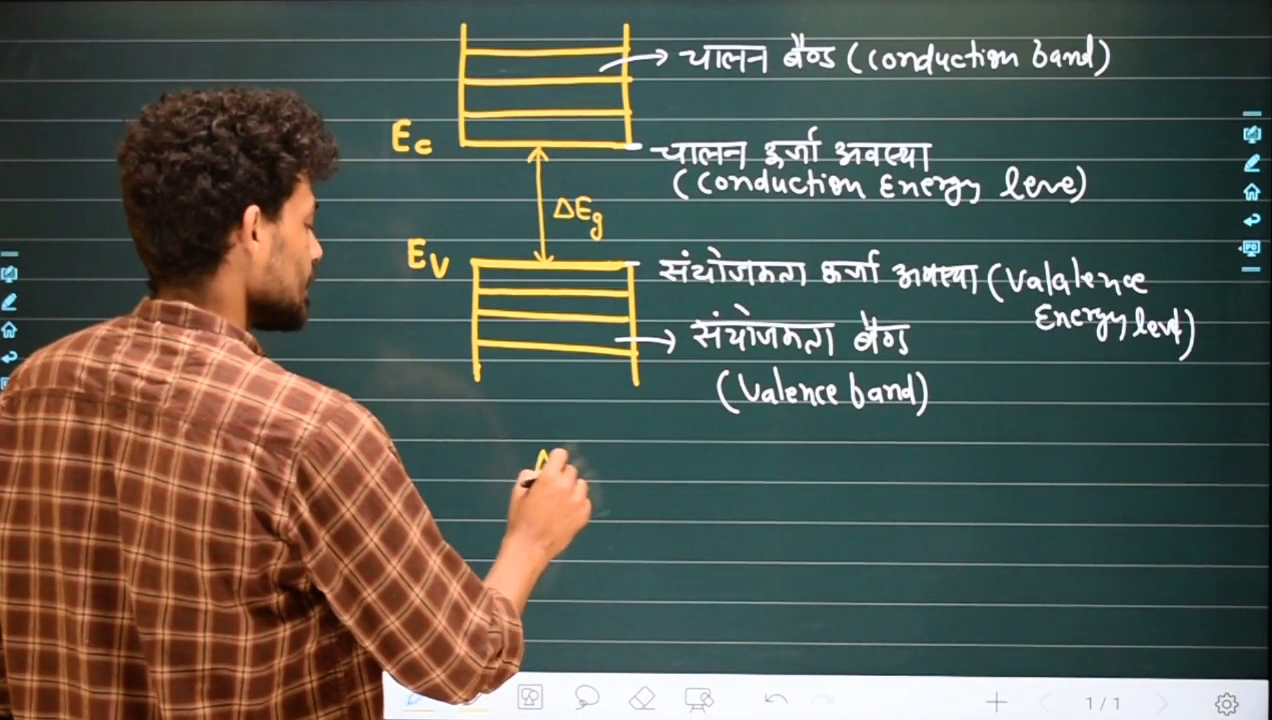 → चालन बैण्ड (conduction band)
Ec
चालन ऊर्जा अवस्था
(Conduction Energy leve)
ΔEg
Ev
संयोजकता ऊर्जा अवस्था (Valalence
Energy level)
→ संयोजकता बैण्ड
(Valence band)
1/1